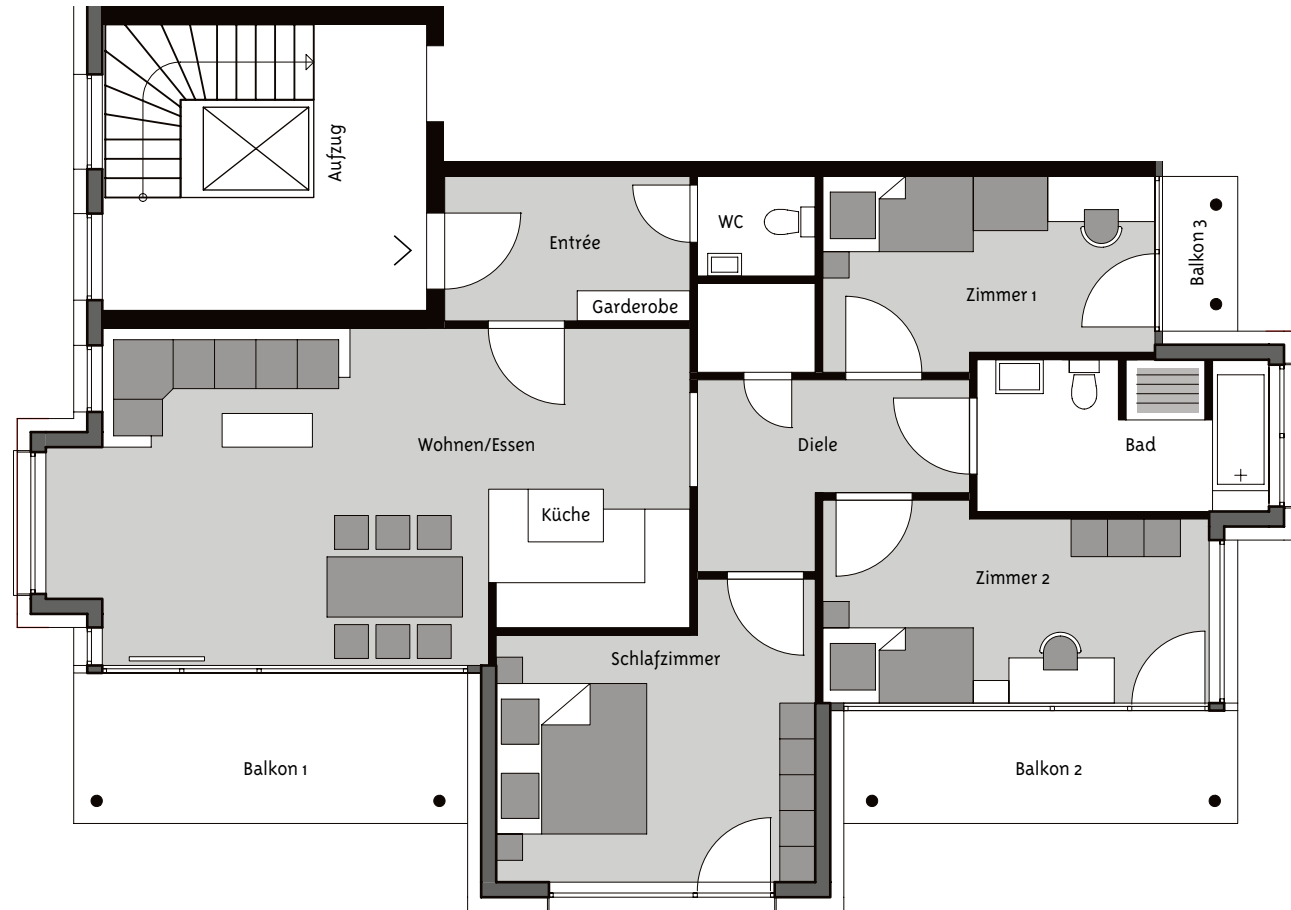 Aufzug
WC
Entrée
Balkon 3
Zimmer 1
Garderobe
Wohnen/Essen
Diele
Bad
Küche
Zimmer 2
Schlafzimmer
Balkon 1
Balkon 2